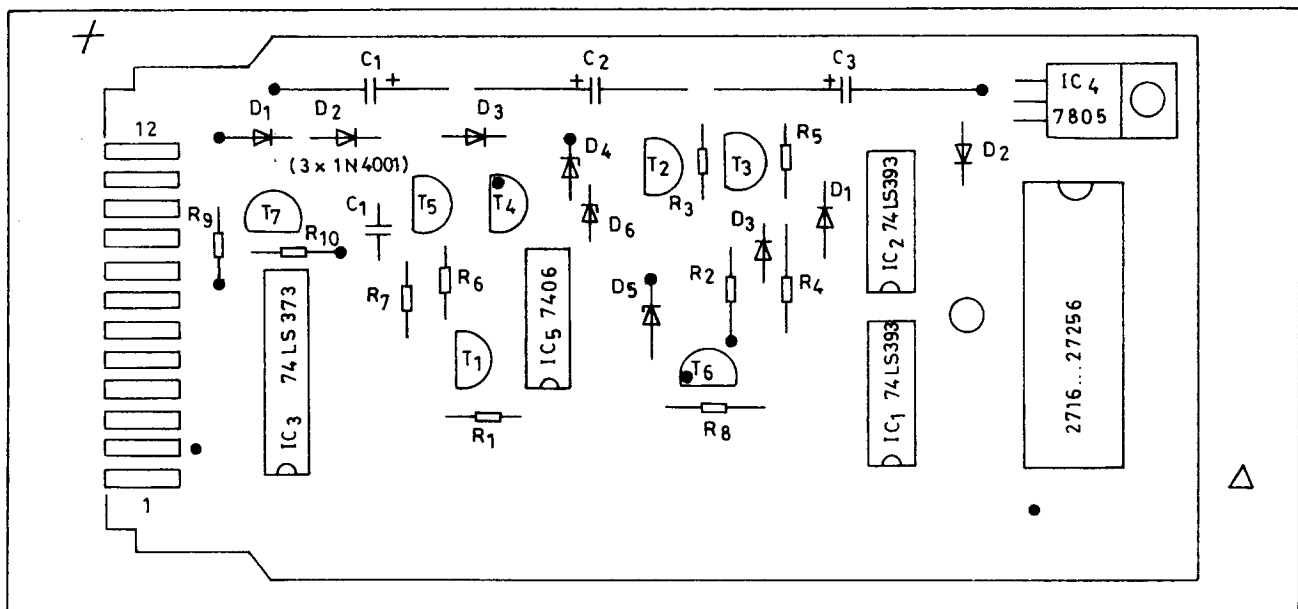 C1 +
+ C2
+ C3
IC4
7805
12
D1
D2
D3
(3 x 1N4001)
D4
T2
R3
T3
R5
D2
R9
T7
R10
C1
T5
T4
D6
D3
D1
IC2 74LS393
R7
R6
D5
R2
R4
IC3 74LS373
T1
IC5 7406
T6
R1
R8
IC1 74LS393
2716...27256
1